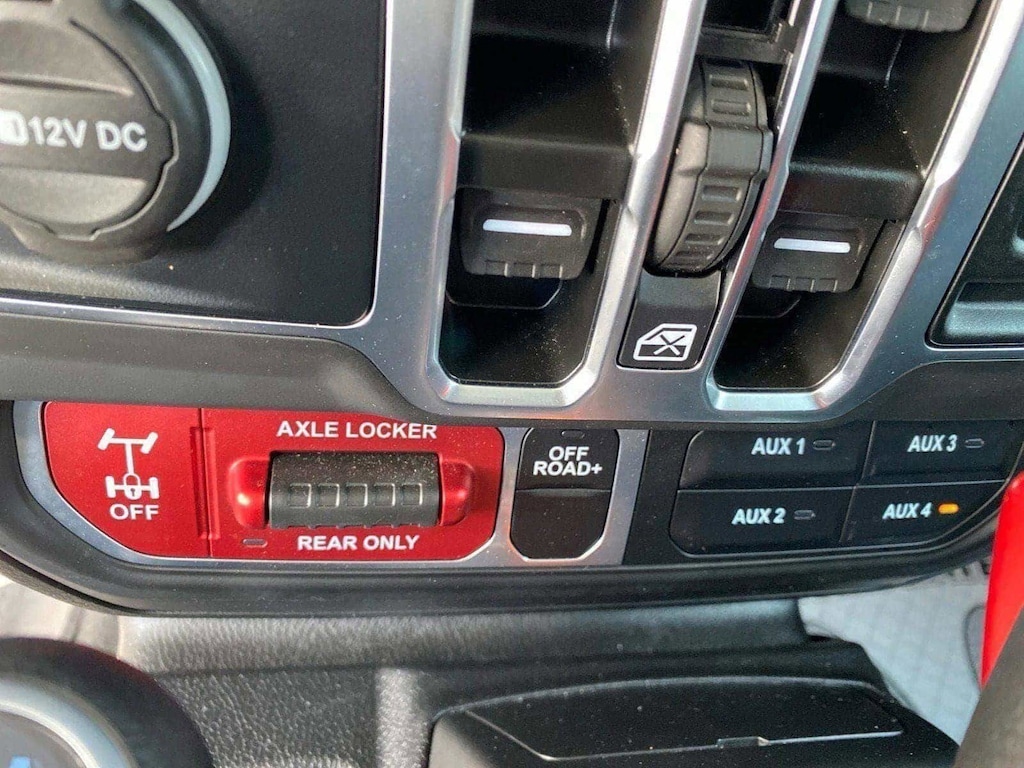 12V DC
AXLE LOCKER
OFF
REAR ONLY
OFF
ROAD+
AUX 1
AUX 3
AUX 2
AUX 4